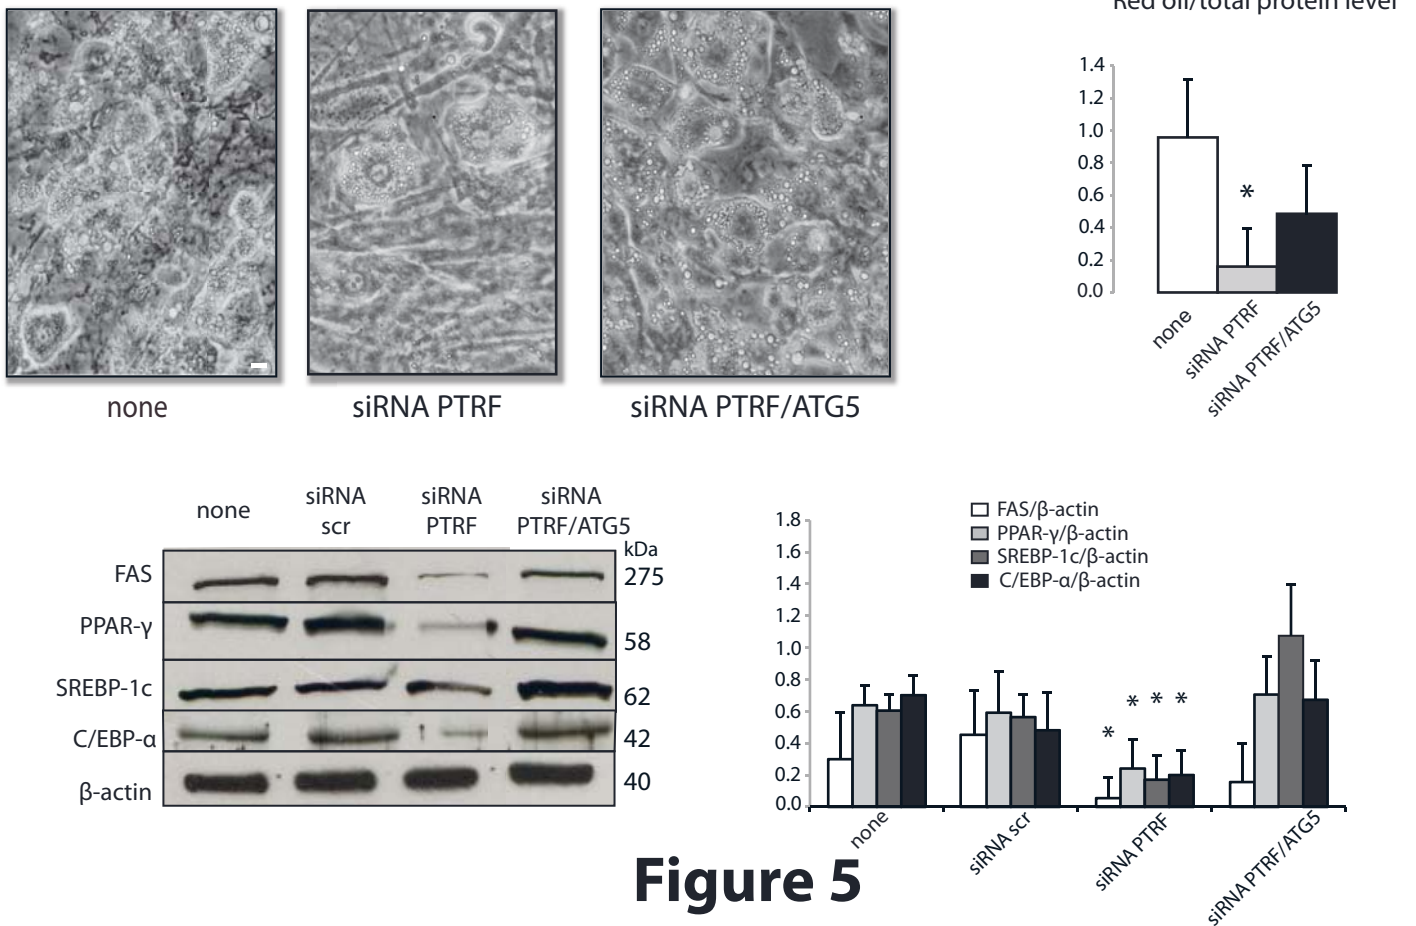 Red oil/total protein level
1.4
1.2
1.0
0.8
0.6
0.4
0.2
0.0
*
none
siRNA PTRF
siRNA PTRF/ATG5
none
siRNA PTRF
siRNA PTRF/ATG5
none
siRNA
scr
siRNA
PTRF
siRNA
PTRF/ATG5
kDa
FAS
275
PPAR-γ
58
SREBP-1c
62
C/EBP-α
42
β-actin
40
FAS/β-actin
PPAR-γ/β-actin
SREBP-1c/β-actin
C/EBP-α/β-actin
1.8
1.6
1.4
1.2
1.0
0.8
0.6
0.4
0.2
0.0
* * * *
none
siRNA scr
siRNA PTRF
siRNA PTRF/ATG5
Figure 5